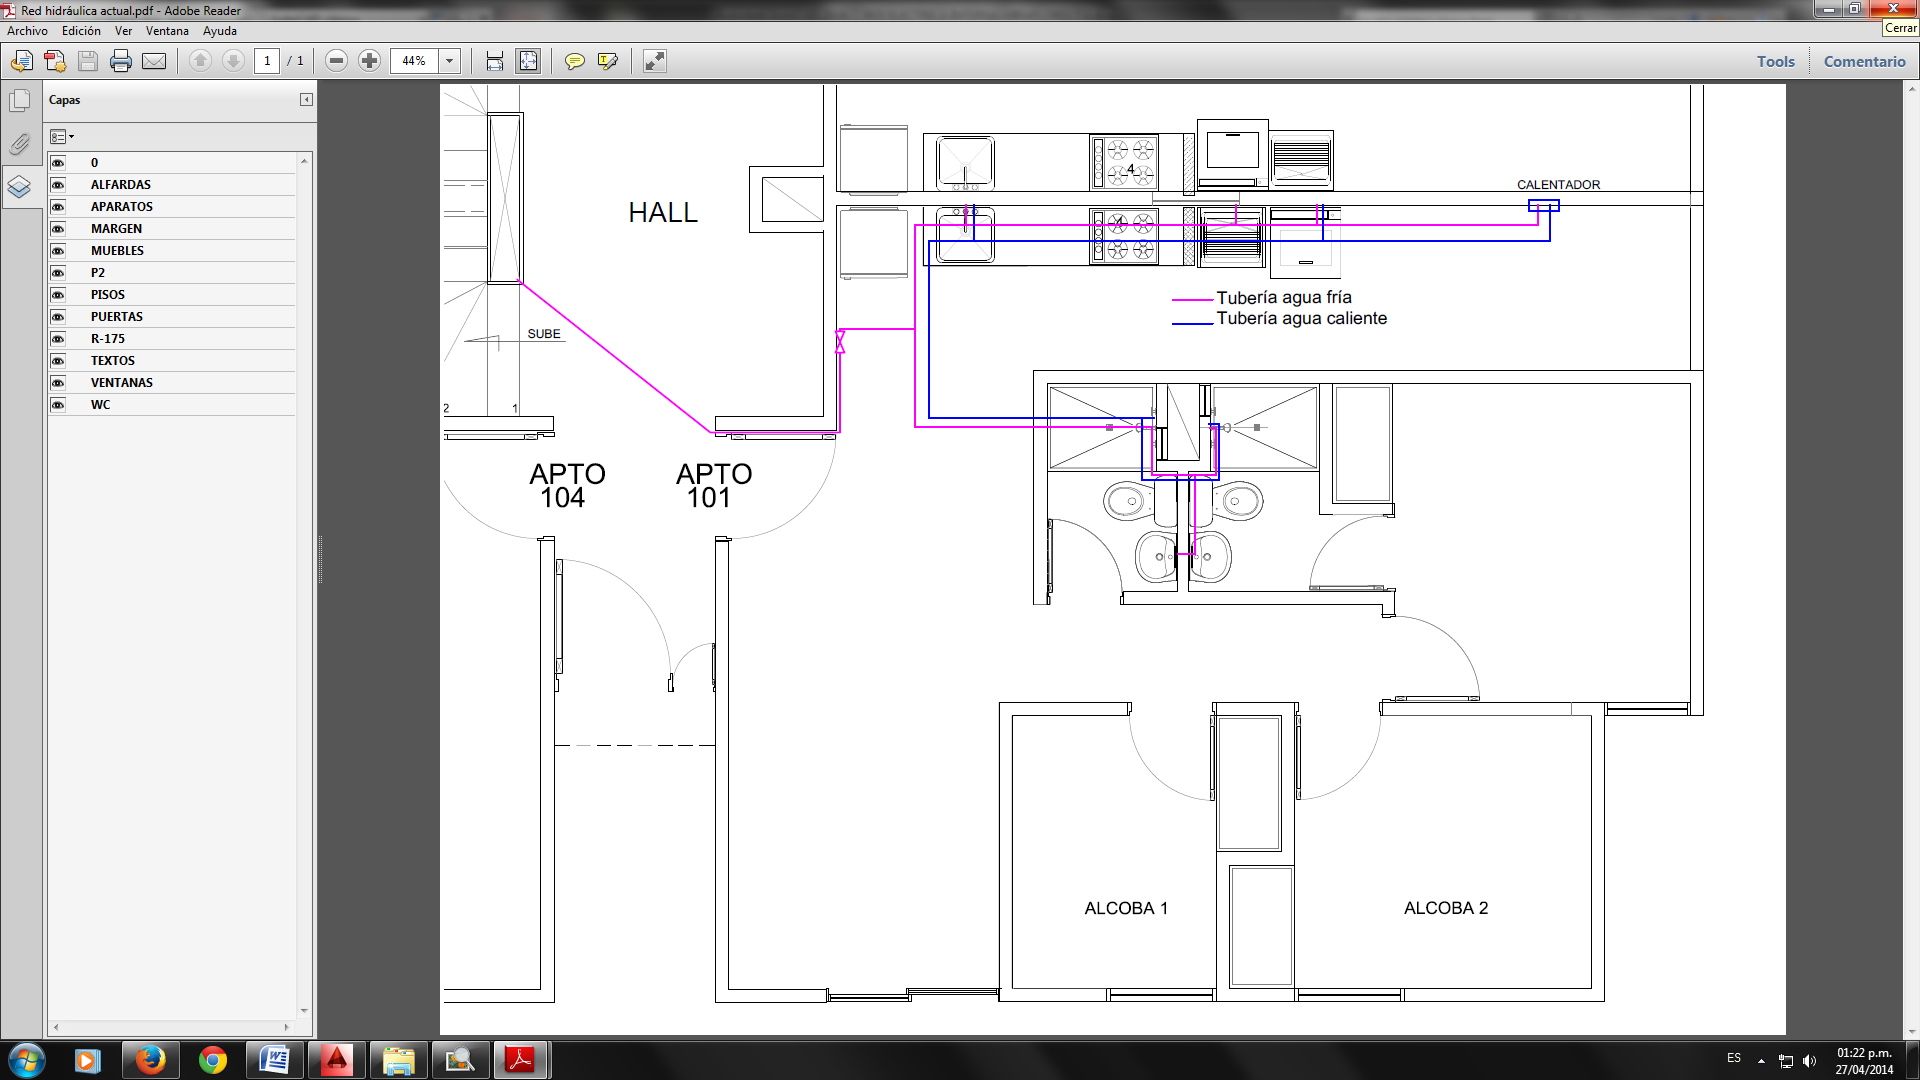 Red hidráulica actual.pdf - Adobe Reader
Cerrar
Archivo Edición Ver Ventana Ayuda
1 / 1
44%
Tools
Comentario
Capas
0
ALFARDAS
APARATOS
MARGEN
MUEBLES
P2
PISOS
PUERTAS
R-175
TEXTOS
VENTANAS
WC
HALL
4
CALENTADOR
4
Tubería agua fría
Tubería agua caliente
SUBE
2
1
APTO
104
APTO
101
ALCOBA 1
ALCOBA 2
ES
01:22 p.m.
27/04/2014